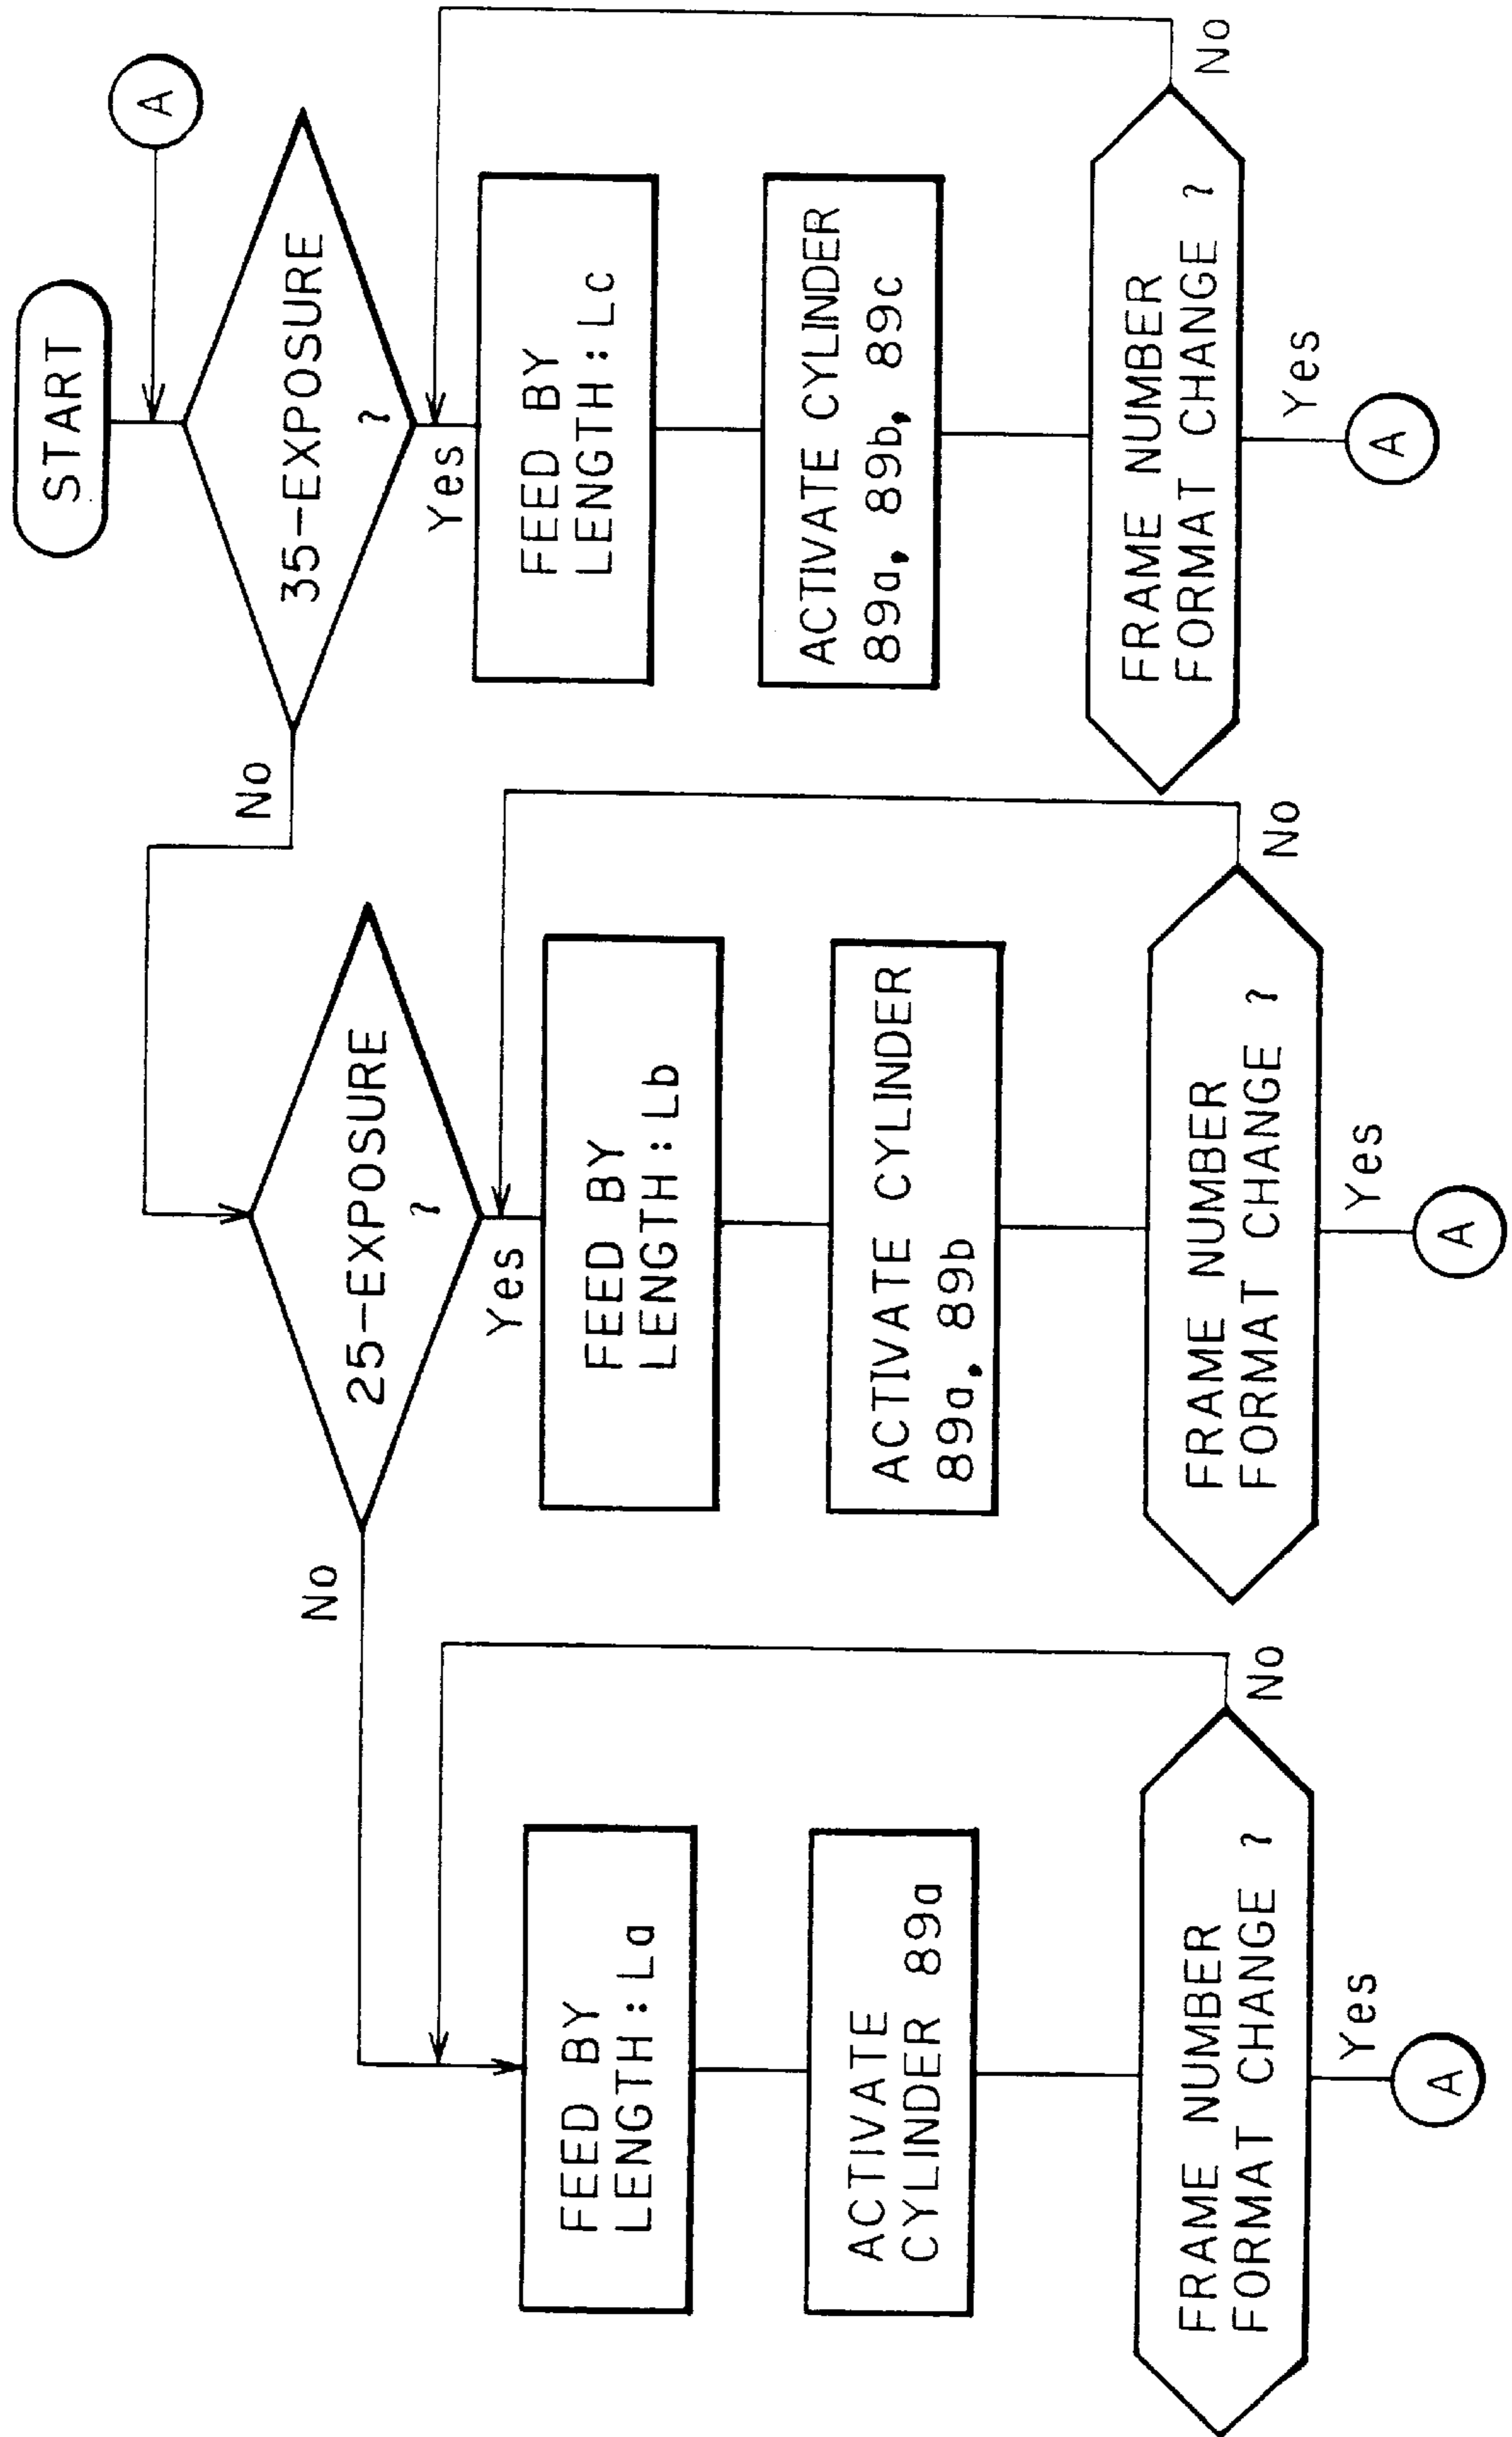 START
A
35-EXPOSURE
?
No
Yes
FEED BY
LENGTH: Lc
ACTIVATE CYLINDER
89a, 89b, 89c
FRAME NUMBER
FORMAT CHANGE ?
No
Yes
A
25-EXPOSURE
?
No
Yes
FEED BY
LENGTH: Lb
ACTIVATE CYLINDER
89a, 89b
FRAME NUMBER
FORMAT CHANGE ?
No
Yes
A
FEED BY
LENGTH: La
ACTIVATE
CYLINDER 89a
FRAME NUMBER
FORMAT CHANGE ?
No
Yes
A